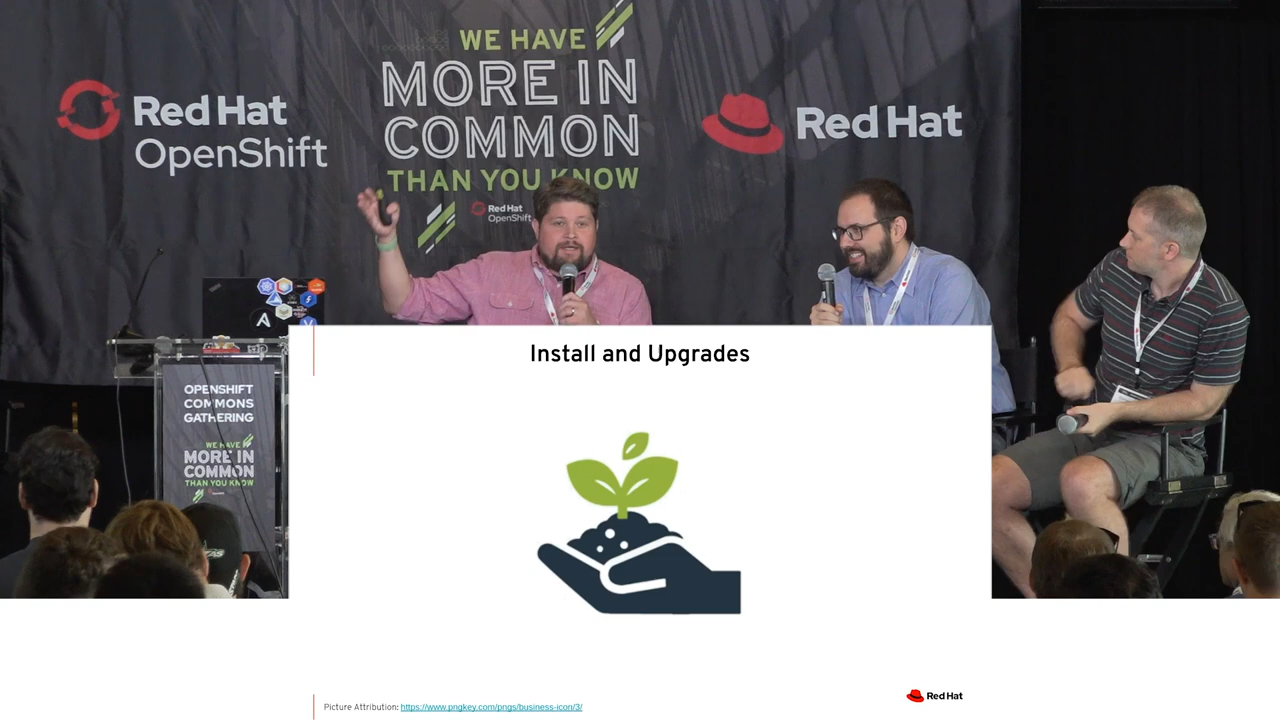 WE HAVE
MORE IN
COMMON
THAN YOU KNOW
Red Hat
OpenShift
Red Hat
OpenShift
Red Hat
OPENSHIFT
COMMONS
GATHERING
WE HAVE
MORE IN
COMMON
THAN YOU KNOW
Install and Upgrades
Picture Attribution: https://www.pngkey.com/pngs/business-icon/3/
Red Hat